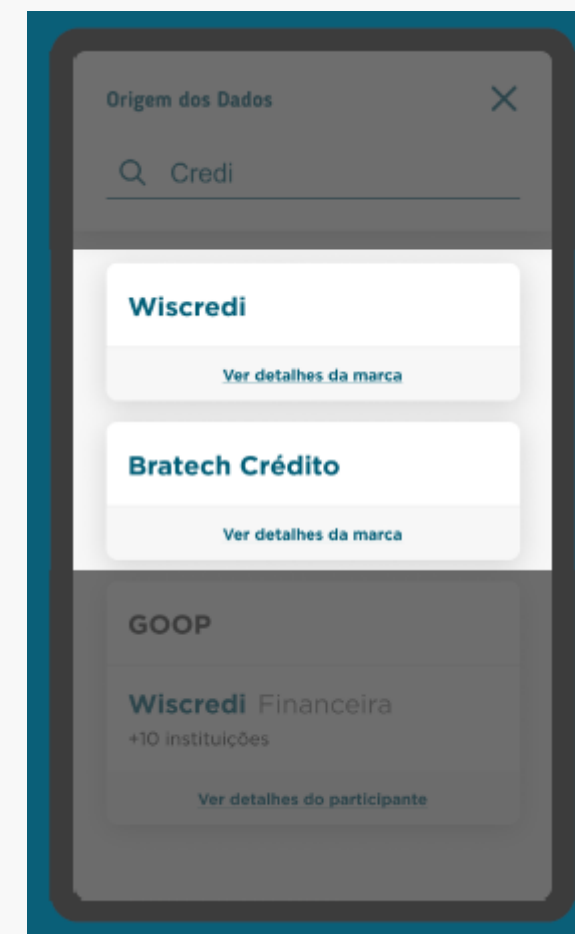 Origem dos Dados
Credi
Wiscredi
Ver detalhes da marca
Bratech Crédito
Ver detalhes da marca
GOOP
Wiscredi Financeira
+10 instituições
Ver detalhes do participante